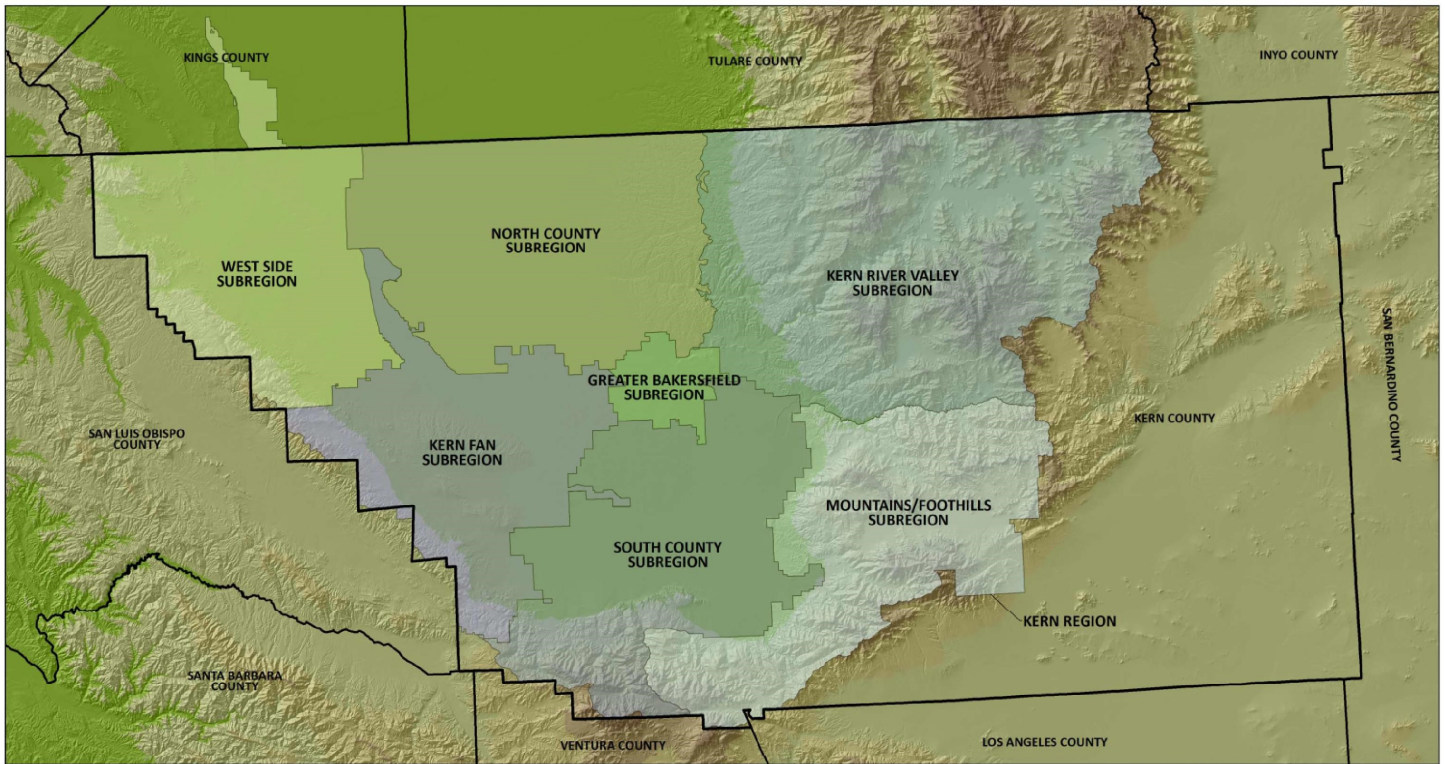 KINGS COUNTY
TULARE COUNTY
INYO COUNTY
NORTH COUNTY
SUBREGION
WEST SIDE
SUBREGION
KERN RIVER VALLEY
SUBREGION
SAN BERNARDINO COUNTY
GREATER BAKERSFIELD
SUBREGION
KERN COUNTY
SAN LUIS OBISPO
COUNTY
KERN FAN
SUBREGION
MOUNTAINS/FOOTHILLS
SUBREGION
SOUTH COUNTY
SUBREGION
KERN REGION
SANTA BARBARA
COUNTY
VENTURA COUNTY
LOS ANGELES COUNTY